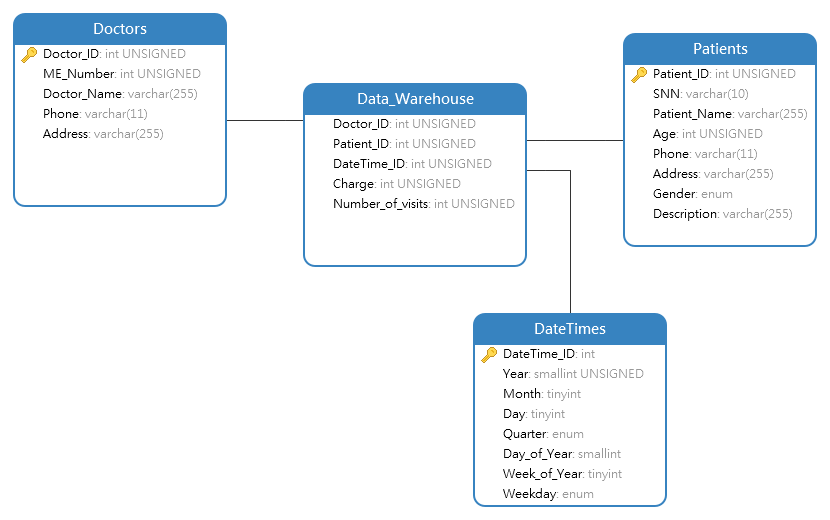 Doctors
Doctor_ID: int UNSIGNED
ME_Number: int UNSIGNED
Doctor_Name: varchar(255)
Phone: varchar(11)
Address: varchar(255)
Data_Warehouse
Doctor_ID: int UNSIGNED
Patient_ID: int UNSIGNED
DateTime_ID: int UNSIGNED
Charge: int UNSIGNED
Number_of_visits: int UNSIGNED
Patients
Patient_ID: int UNSIGNED
SNN: varchar(10)
Patient_Name: varchar(255)
Age: int UNSIGNED
Phone: varchar(11)
Address: varchar(255)
Gender: enum
Description: varchar(255)
DateTimes
DateTime_ID: int
Year: smallint UNSIGNED
Month: tinyint
Day: tinyint
Quarter: enum
Day_of_Year: smallint
Week_of_Year: tinyint
Weekday: enum